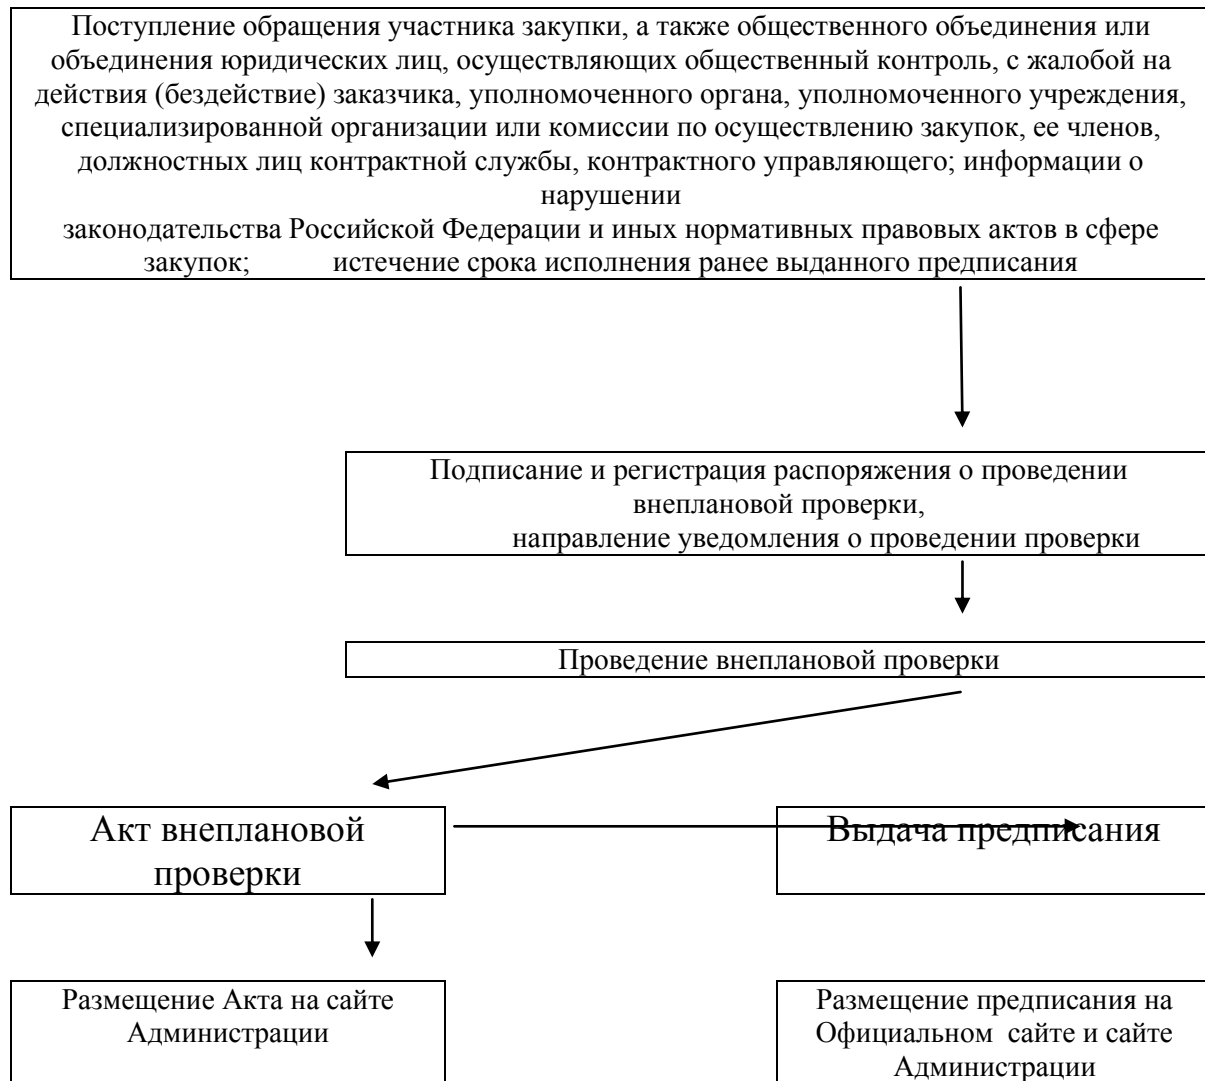 Поступление обращения участника закупки, а также общественного объединения или
объединения юридических лиц, осуществляющих общественный контроль, с жалобой на
действия (бездействие) заказчика, уполномоченного органа, уполномоченного учреждения,
специализированной организации или комиссии по осуществлению закупок, ее членов,
должностных лиц контрактной службы, контрактного управляющего; информации о
нарушении
законодательства Российской Федерации и иных нормативных правовых актов в сфере
закупок; истечение срока исполнения ранее выданного предписания
Подписание и регистрация распоряжения о проведении
внеплановой проверки,
направление уведомления о проведении проверки
Проведение внеплановой проверки
Акт внеплановой
проверки
Выдача предписания
Размещение Акта на сайте
Администрации
Размещение предписания на
Официальном сайте и сайте
Администрации